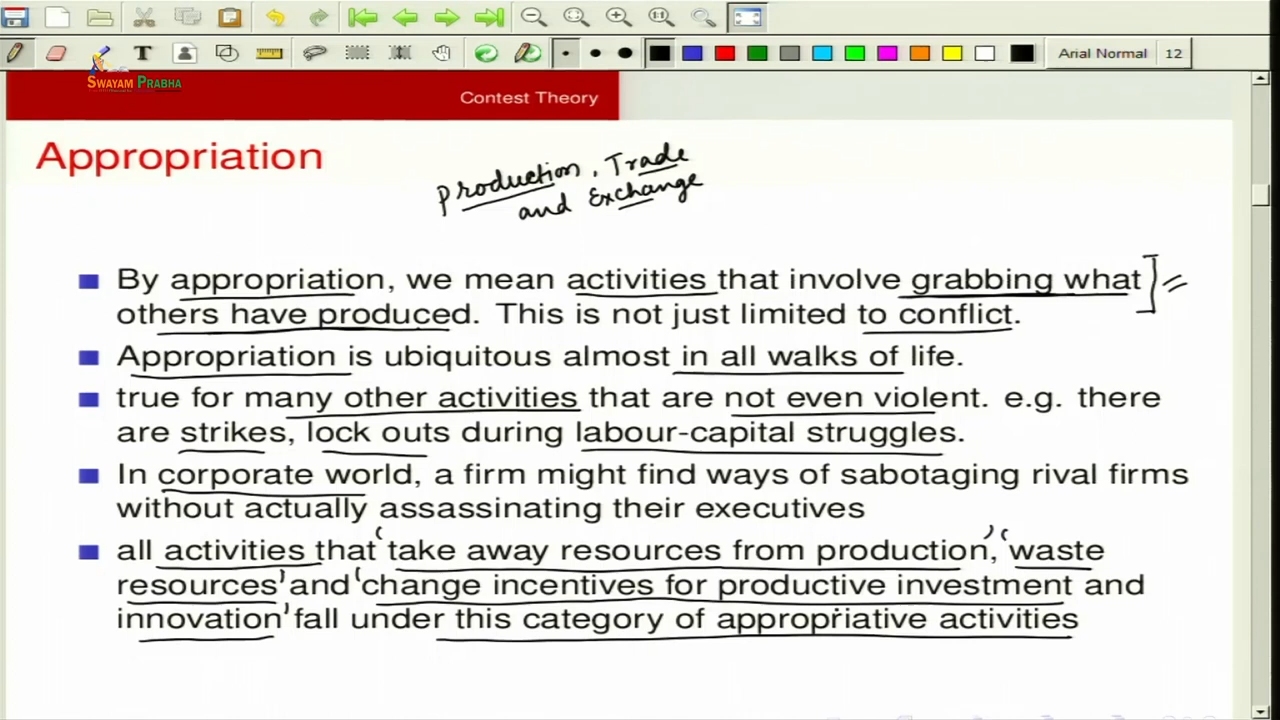 T
Arial Normal 12
SWAYAM PRABHA
Contest Theory
Appropriation
Production, Trade
and Exchange
By appropriation, we mean activities that involve grabbing what
others have produced. This is not just limited to conflict.
Appropriation is ubiquitous almost in all walks of life.
true for many other activities that are not even violent. e.g. there
are strikes, lock outs during labour-capital struggles.
In corporate world, a firm might find ways of sabotaging rival firms
without actually assassinating their executives
all activities that 'take away resources from production', 'waste
resources' and 'change incentives for productive investment and
innovation' fall under this category of appropriative activities